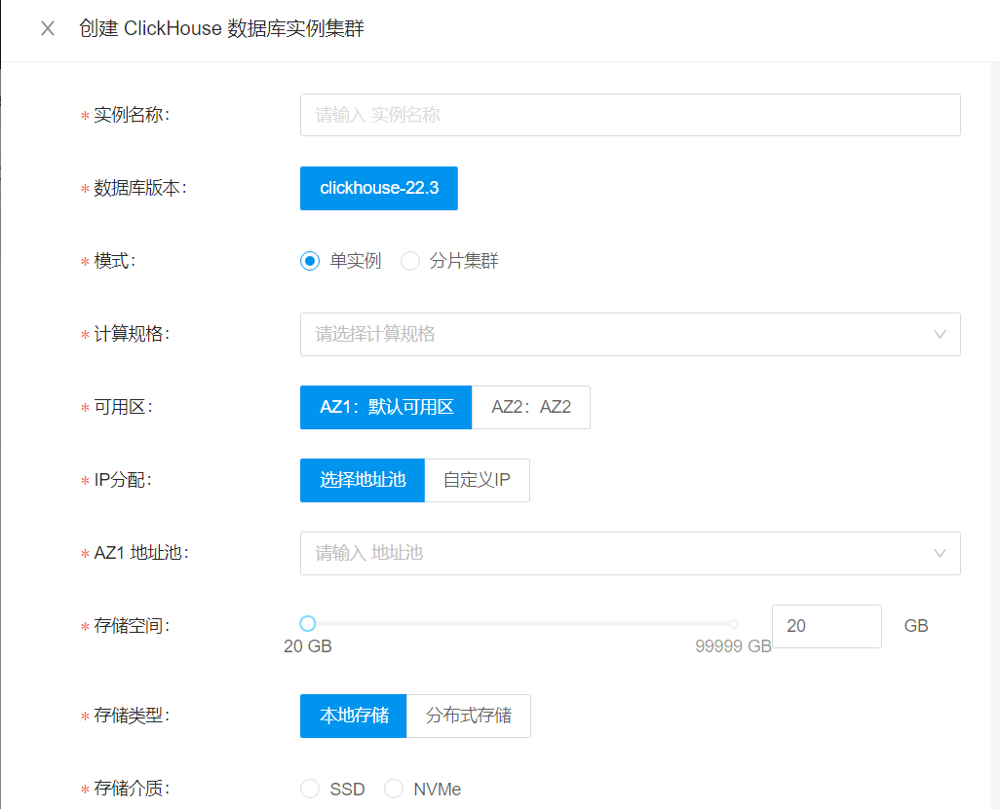 创建 ClickHouse 数据库实例集群
* 实例名称：
请输入 实例名称
* 数据库版本：
clickhouse-22.3
* 模式：
单实例 分片集群
* 计算规格：
请选择计算规格
* 可用区：
AZ1：默认可用区 AZ2：AZ2
* IP分配：
选择地址池 自定义IP
* AZ1 地址池：
请输入 地址池
* 存储空间：
20 GB
99999 GB
20 GB
* 存储类型：
本地存储 分布式存储
* 存储介质：
SSD NVMe